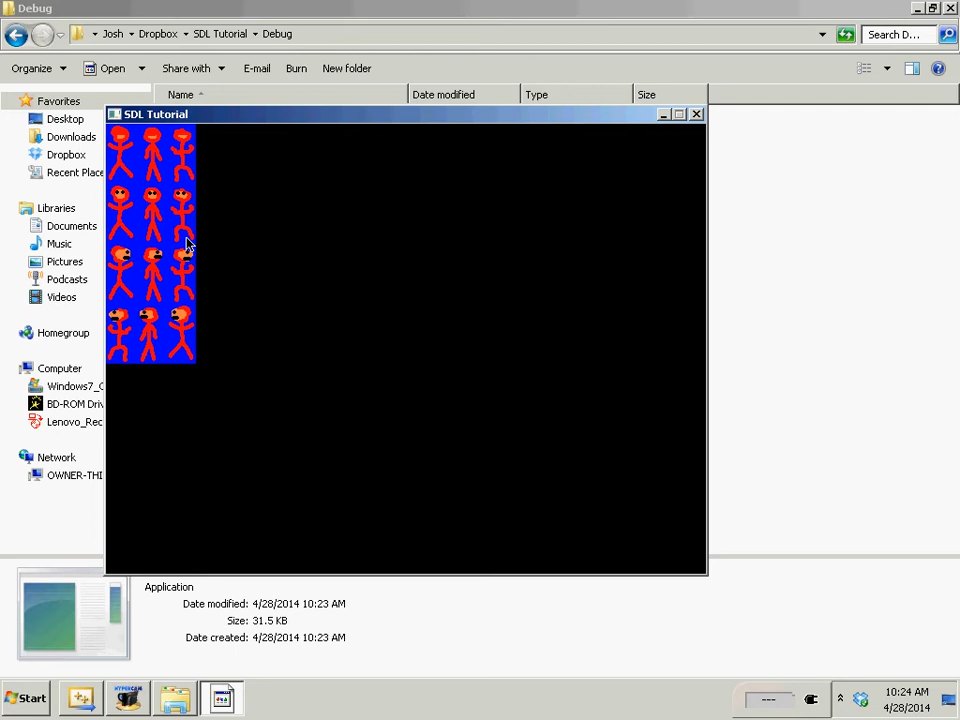 Debug
Josh Dropbox SDL Tutorial Debug
Search D...
Organize Open Share with E-mail Burn New folder
Name Date modified Type Size
Favorites
SDL Tutorial
Desktop
Downloads
Dropbox
Recent Place
Libraries
Documents
Music
Pictures
Podcasts
Videos
Homegroup
Computer
Windows7_
BD-ROM Driv
Lenovo_Rec
Network
OWNER-THI
Application
Date modified: 4/28/2014 10:23 AM
Size: 31.5 KB
Date created: 4/28/2014 10:23 AM
Start
HYPERCAM
10:24 AM
4/28/2014